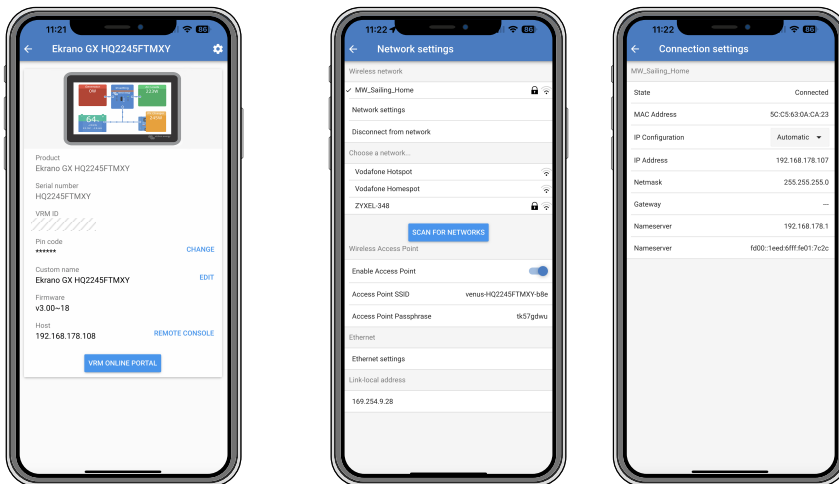 11:21
86
Ekrano GX HQ2245FTMXY
0W
223W
64
Product
Ekrano GX HQ2245FTMXY
Serial number
HQ2245FTMXY
VRM ID
Pin code
****** CHANGE
Custom name
Ekrano GX HQ2245FTMXY EDIT
Firmware
v3.00~18
Host
192.168.178.108 REMOTE CONSOLE
VRM ONLINE PORTAL
11:22
86
Network settings
Wireless network
MW_Sailing_Home
Network settings
Disconnect from network
Choose a network...
Vodafone Hotspot
Vodafone Homespot
ZYXEL-348
SCAN FOR NETWORKS
Wireless Access Point
Enable Access Point
Access Point SSID venus-HQ2245FTMXY-b8e
Access Point Passphrase tk57gdwu
Ethernet
Ethernet settings
Link-local address
169.254.9.28
11:22
86
Connection settings
MW_Sailing_Home
State Connected
MAC Address 5C:C5:63:0A:CA:23
IP Configuration Automatic
IP Address 192.168.178.107
Netmask 255.255.255.0
Gateway ---
Nameserver 192.168.178.1
Nameserver fd00::1eed:6fff:fe01:7c2c